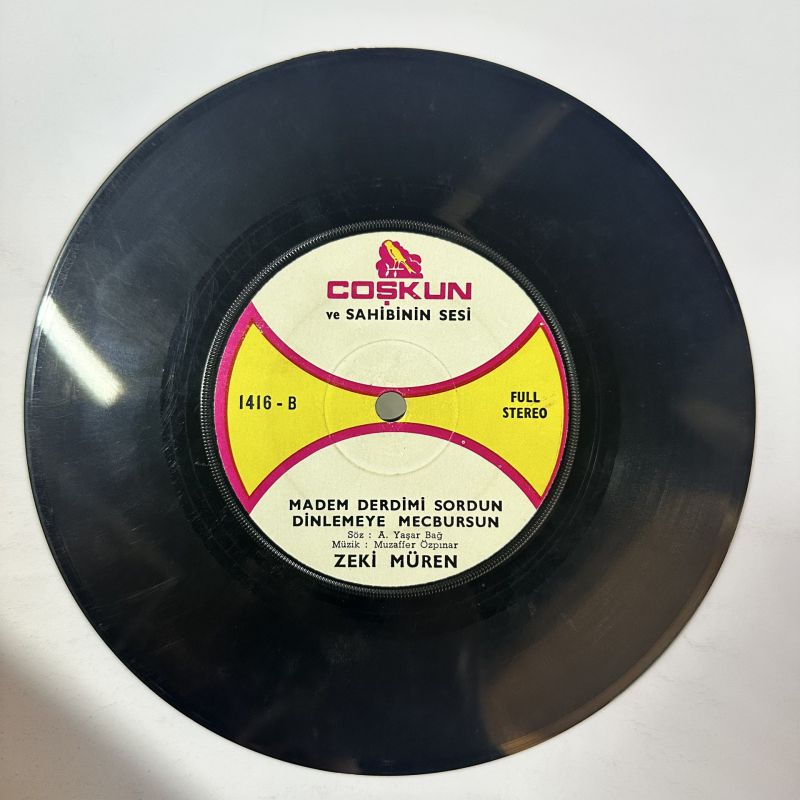 COŞKUN
ve SAHİBİNİN SESİ
1416 - B
FULL
STEREO
MADEM DERDİMİ SORDUN
DİNLEMEYE MECBURSUN
Söz : A. Yaşar Bağ
Müzik : Muzaffer Özpınar
ZEKİ MÜREN